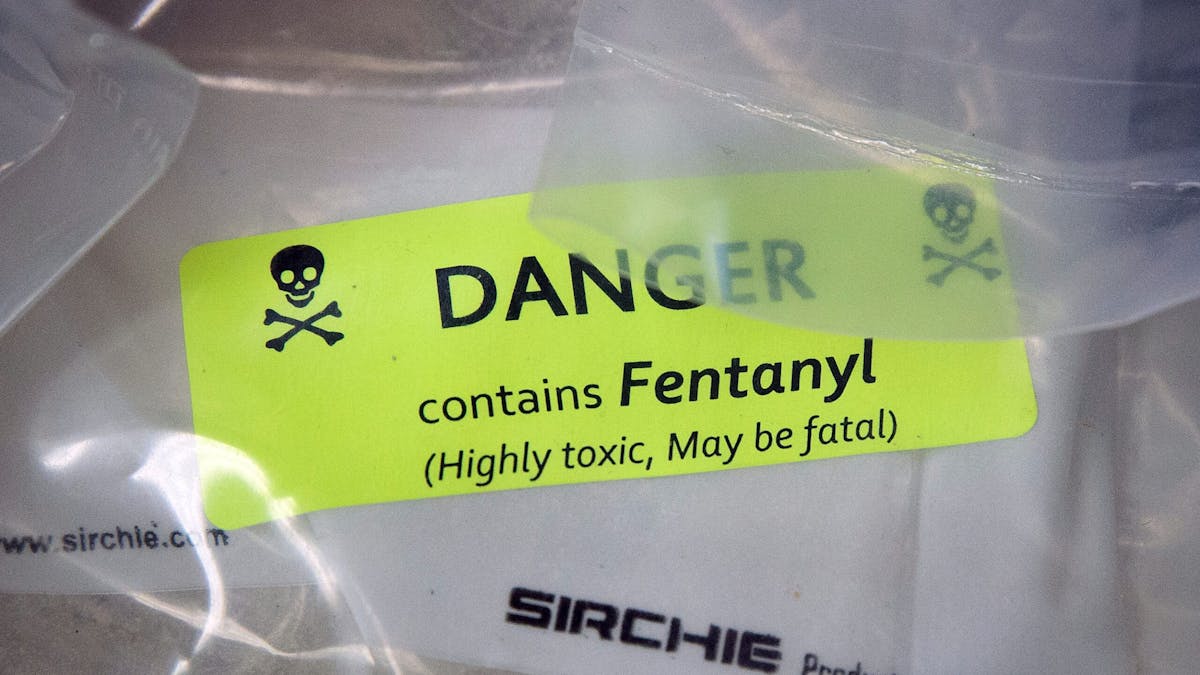 DANGER
contains Fentanyl
(Highly toxic, May be fatal)
www.sirchie.com
SIRCHIE